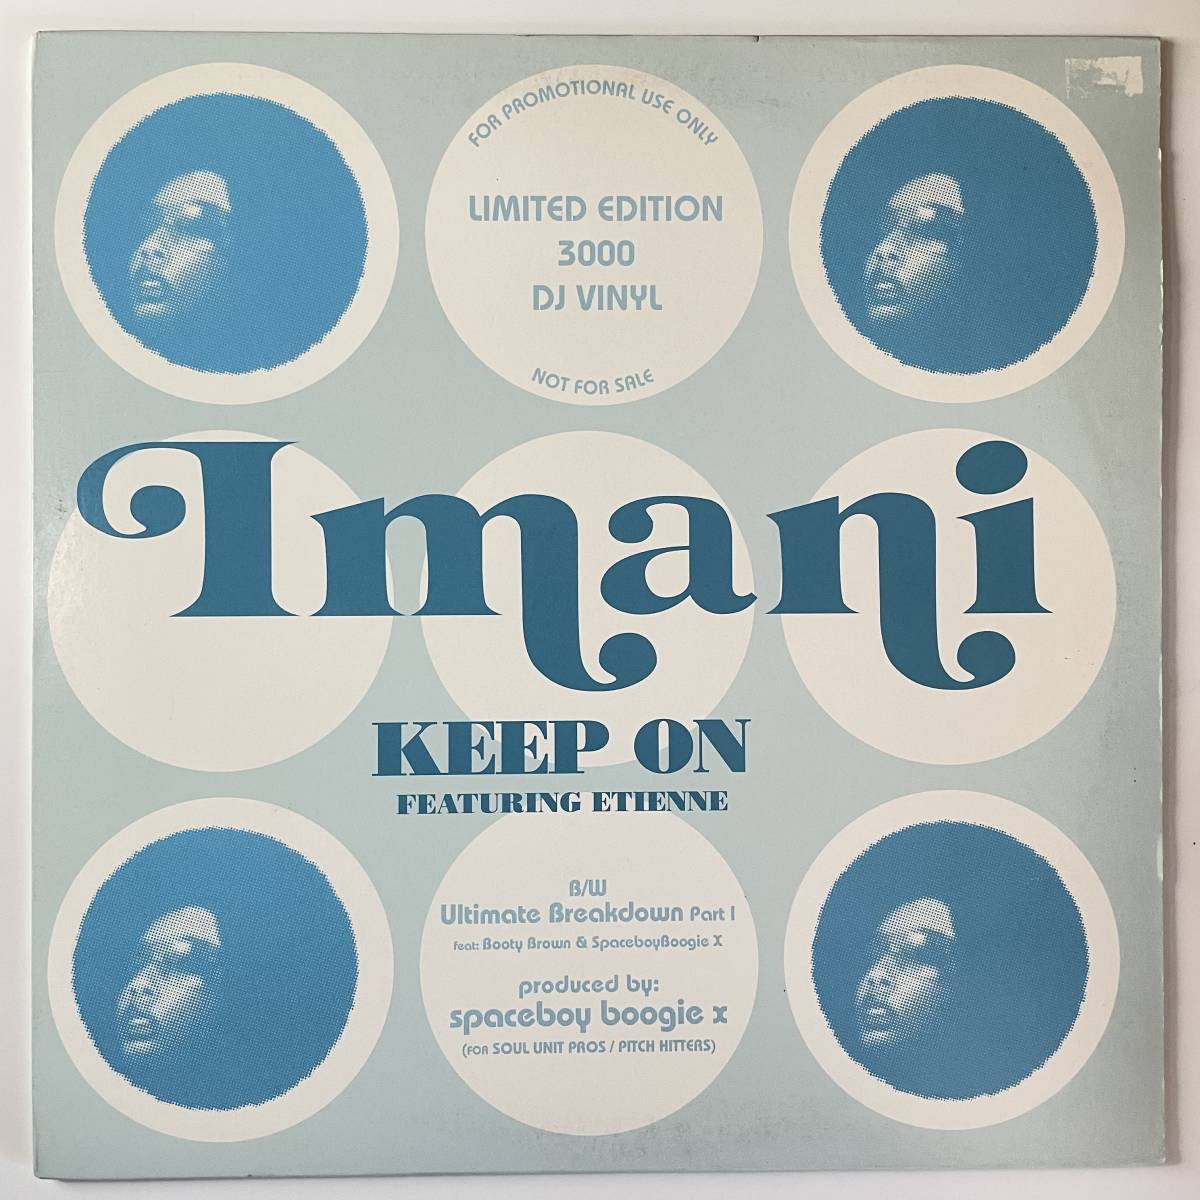 FOR PROMOTIONAL USE ONLY
LIMITED EDITION
3000
DJ VINYL
NOT FOR SALE
Imani
KEEP ON
FEATURING ETIENNE
B/W
Ultimate Breakdown Part I
feat: Booty Brown & SpaceboyBoogie X
produced by:
spaceboy boogie x
(FOR SOUL UNIT PROS / PITCH HITTERS)